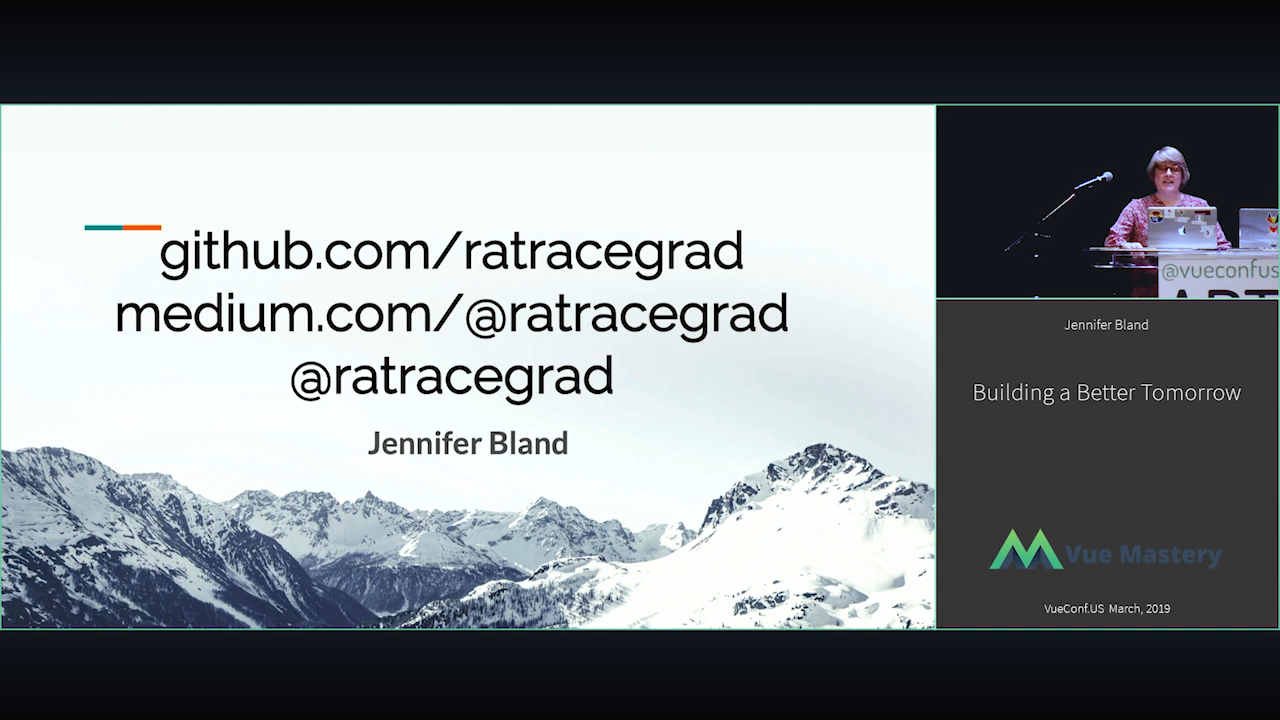 github.com/ratracegrad
medium.com/@ratracegrad
@ratracegrad
Jennifer Bland
@vueconfus
Jennifer Bland
Building a Better Tomorrow
Vue Mastery
VueConf.US March, 2019